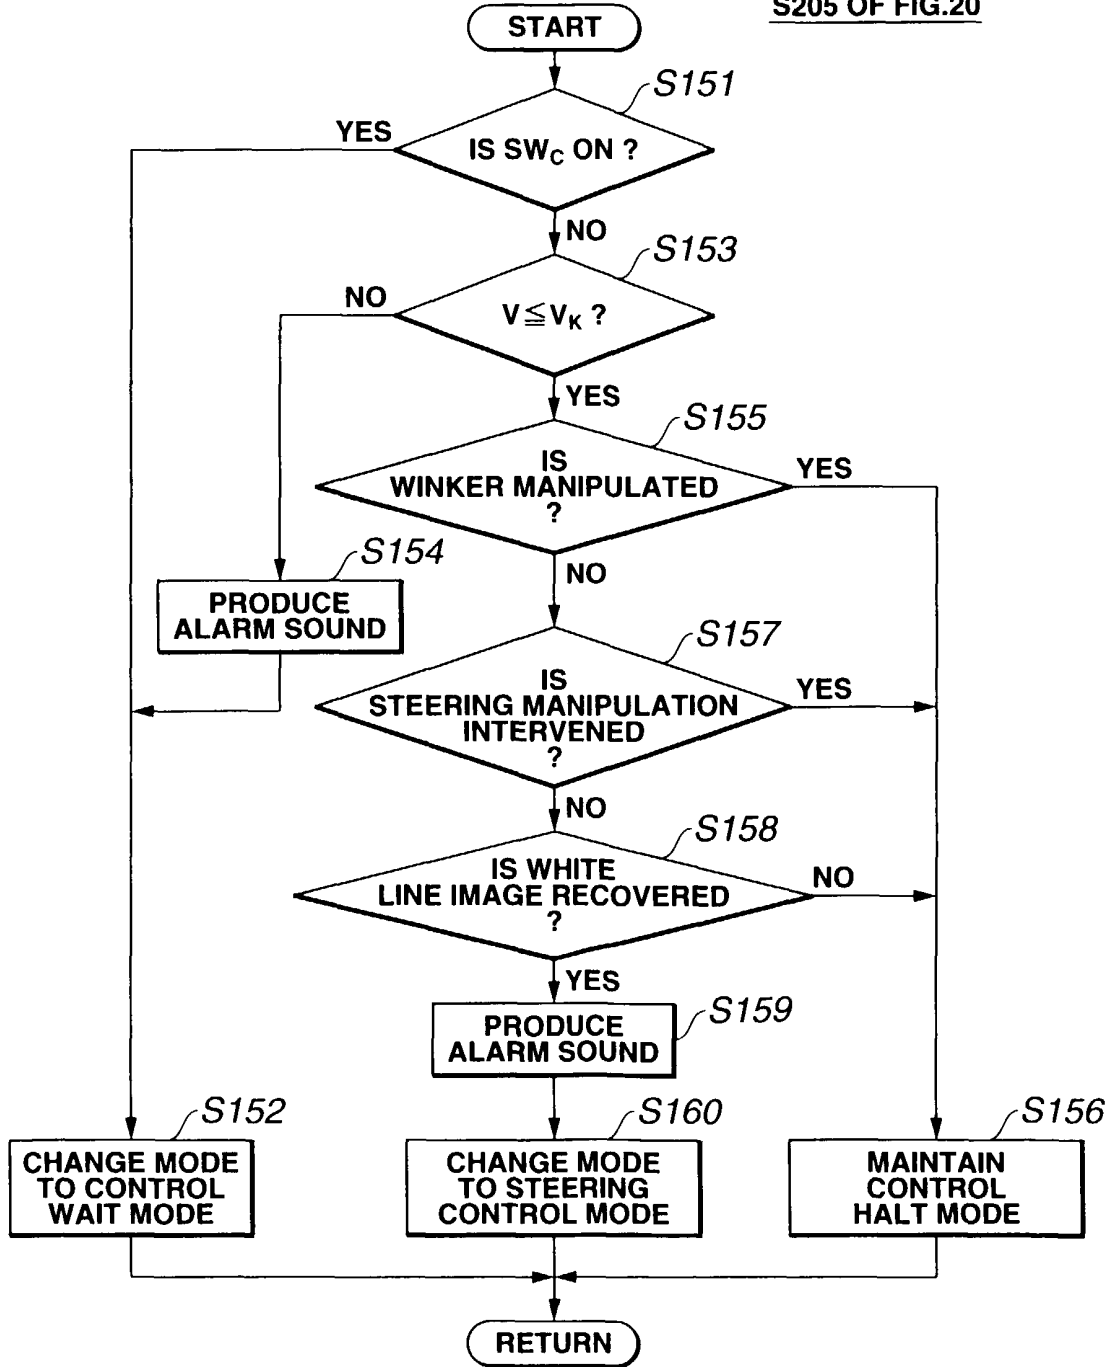 S205 OF FIG.20
START
S151
YES
IS SWC ON ?
NO
S153
NO
V≦VK ?
YES
S155
IS
WINKER MANIPULATED
?
YES
S154
NO
PRODUCE
ALARM SOUND
S157
IS
STEERING MANIPULATION
INTERVENED
?
YES
NO
S158
IS WHITE
LINE IMAGE RECOVERED
?
NO
YES
S159
PRODUCE
ALARM SOUND
S152
CHANGE MODE
TO CONTROL
WAIT MODE
S160
CHANGE MODE
TO STEERING
CONTROL MODE
S156
MAINTAIN
CONTROL
HALT MODE
RETURN